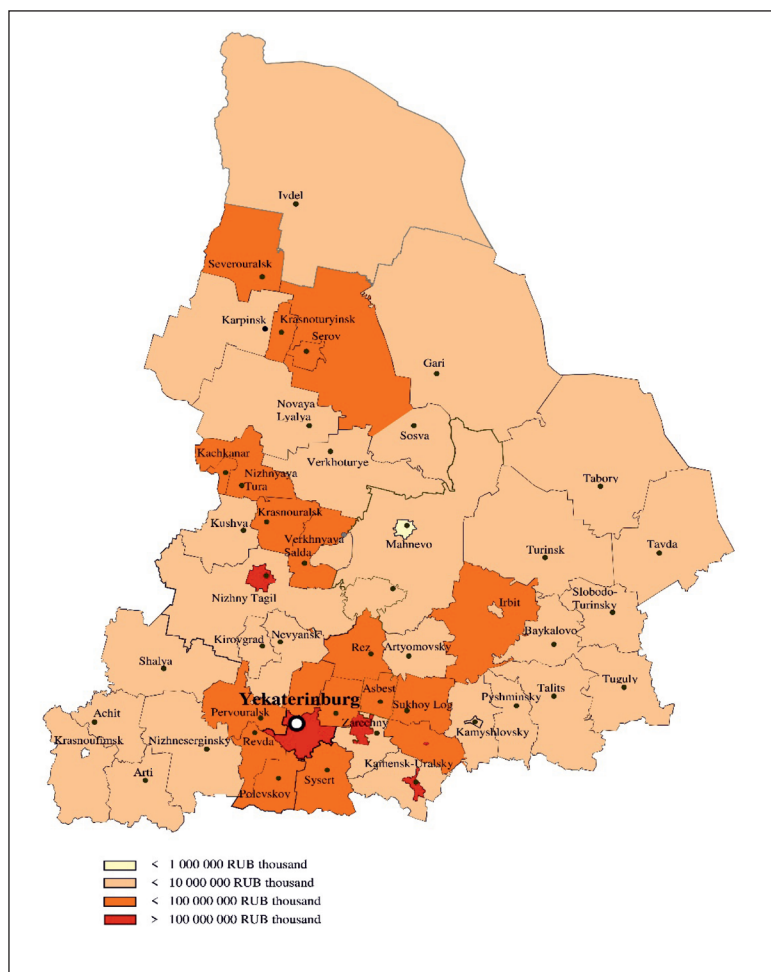 Ivdel
Severouralsk
Karpinsk
Krasnoturyinsk
Serov
Gari
Novaya
Lyalya
Sosva
Verkhoturye
Kachkanar
Nizhnyaya
Tura
Tabory
Krasnouralsk
Kushva
Verkhnyaya
Salda
Mahnevo
Turinsk
Tavda
Nizhny Tagil
Irbit
Slobodo
Turinsky
Kirovgrad
Nevyansk
Baykalovo
Rez
Artyomovsky
Shalya
Tuguly
Yekaterinburg
Asbest
Sukhoy Log
Pyshminsky
Talits
Achit
Pervouralsk
Zarechny
Kamyshlovsky
Krasnoufimsk
Nizhneserginsky
Revda
Kamensk-Uralsky
Arti
Polevskoy
Sysert
< 1 000 000 RUB thousand
< 10 000 000 RUB thousand
< 100 000 000 RUB thousand
> 100 000 000 RUB thousand